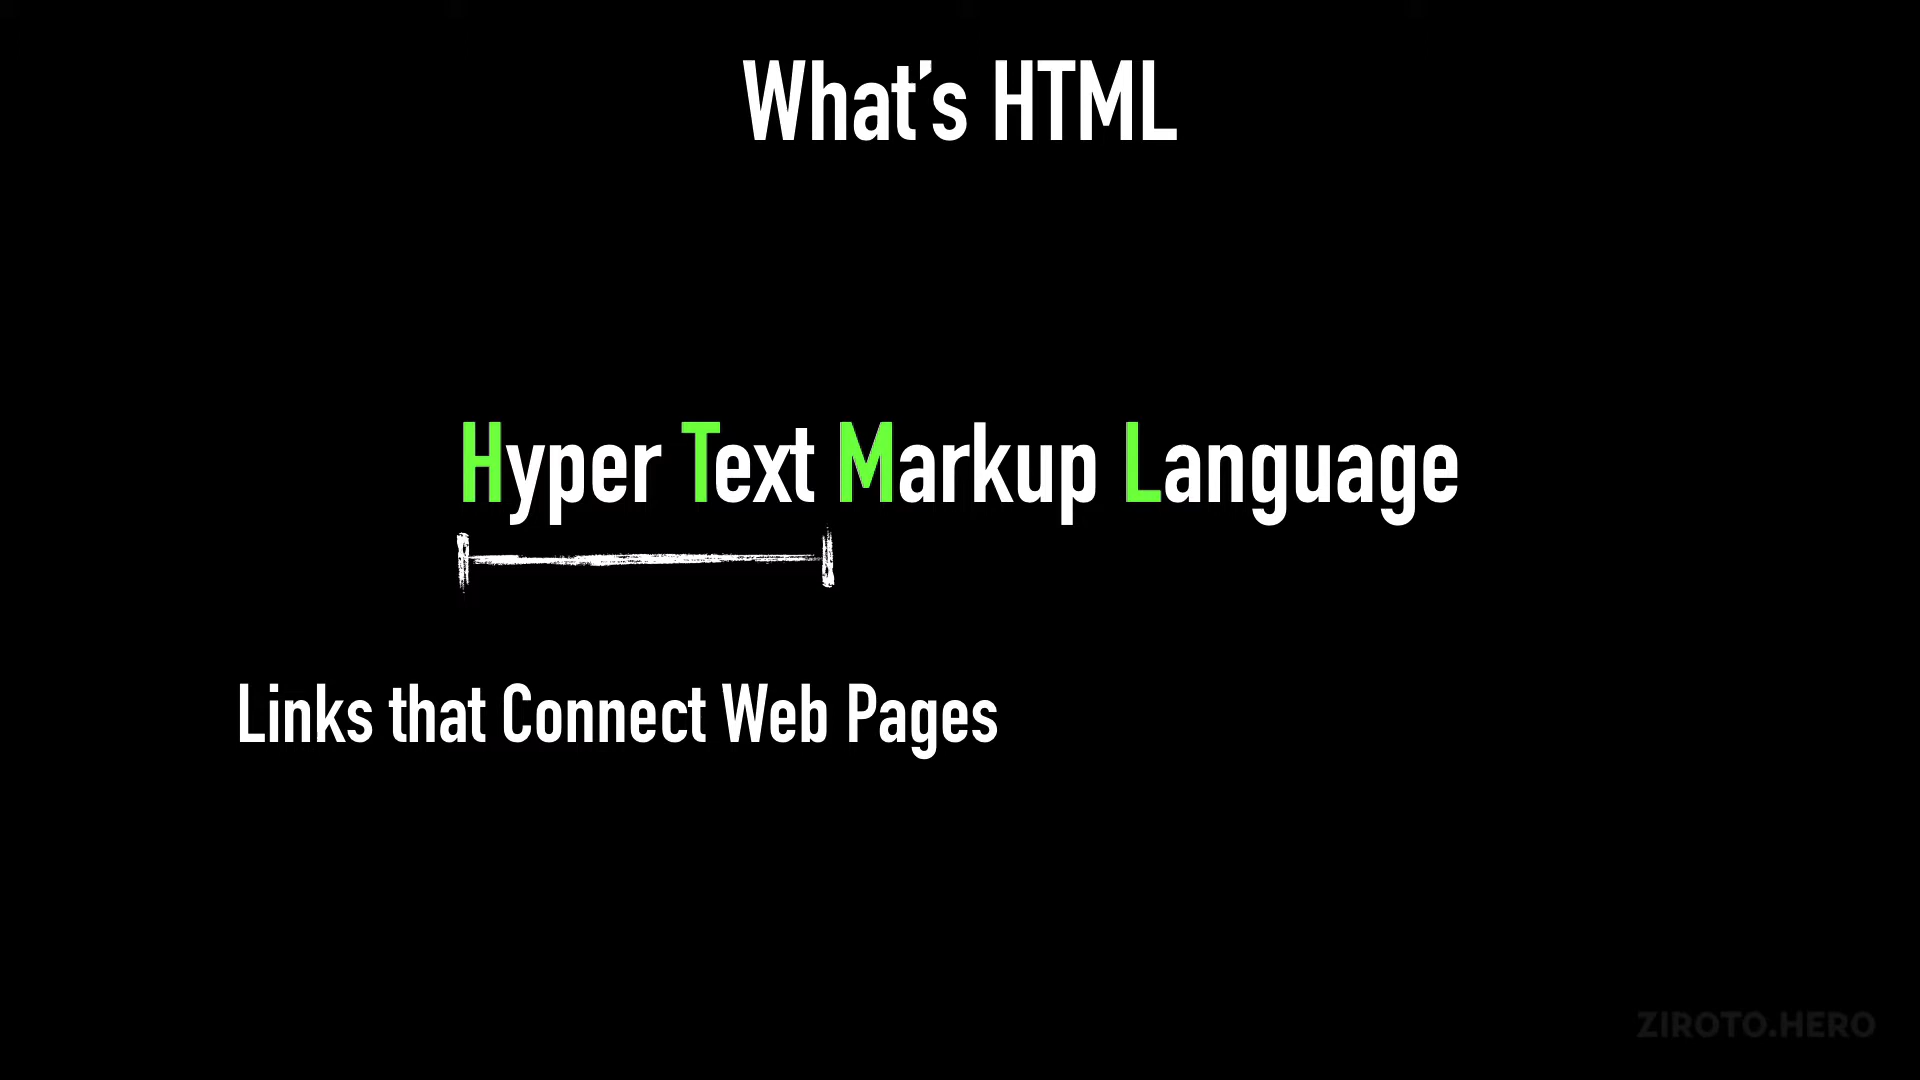 What's HTML
Hyper Text Markup Language
Links that Connect Web Pages
ZIROTO.HERO